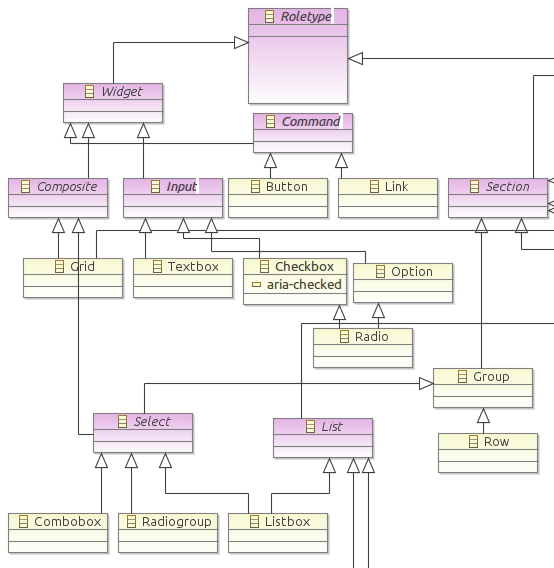 Roletype
Widget
Command
Composite
Input
Button
Link
Section
Grid
Textbox
Checkbox
aria-checked
Option
Radio
Group
Select
List
Row
Combobox
Radiogroup
Listbox